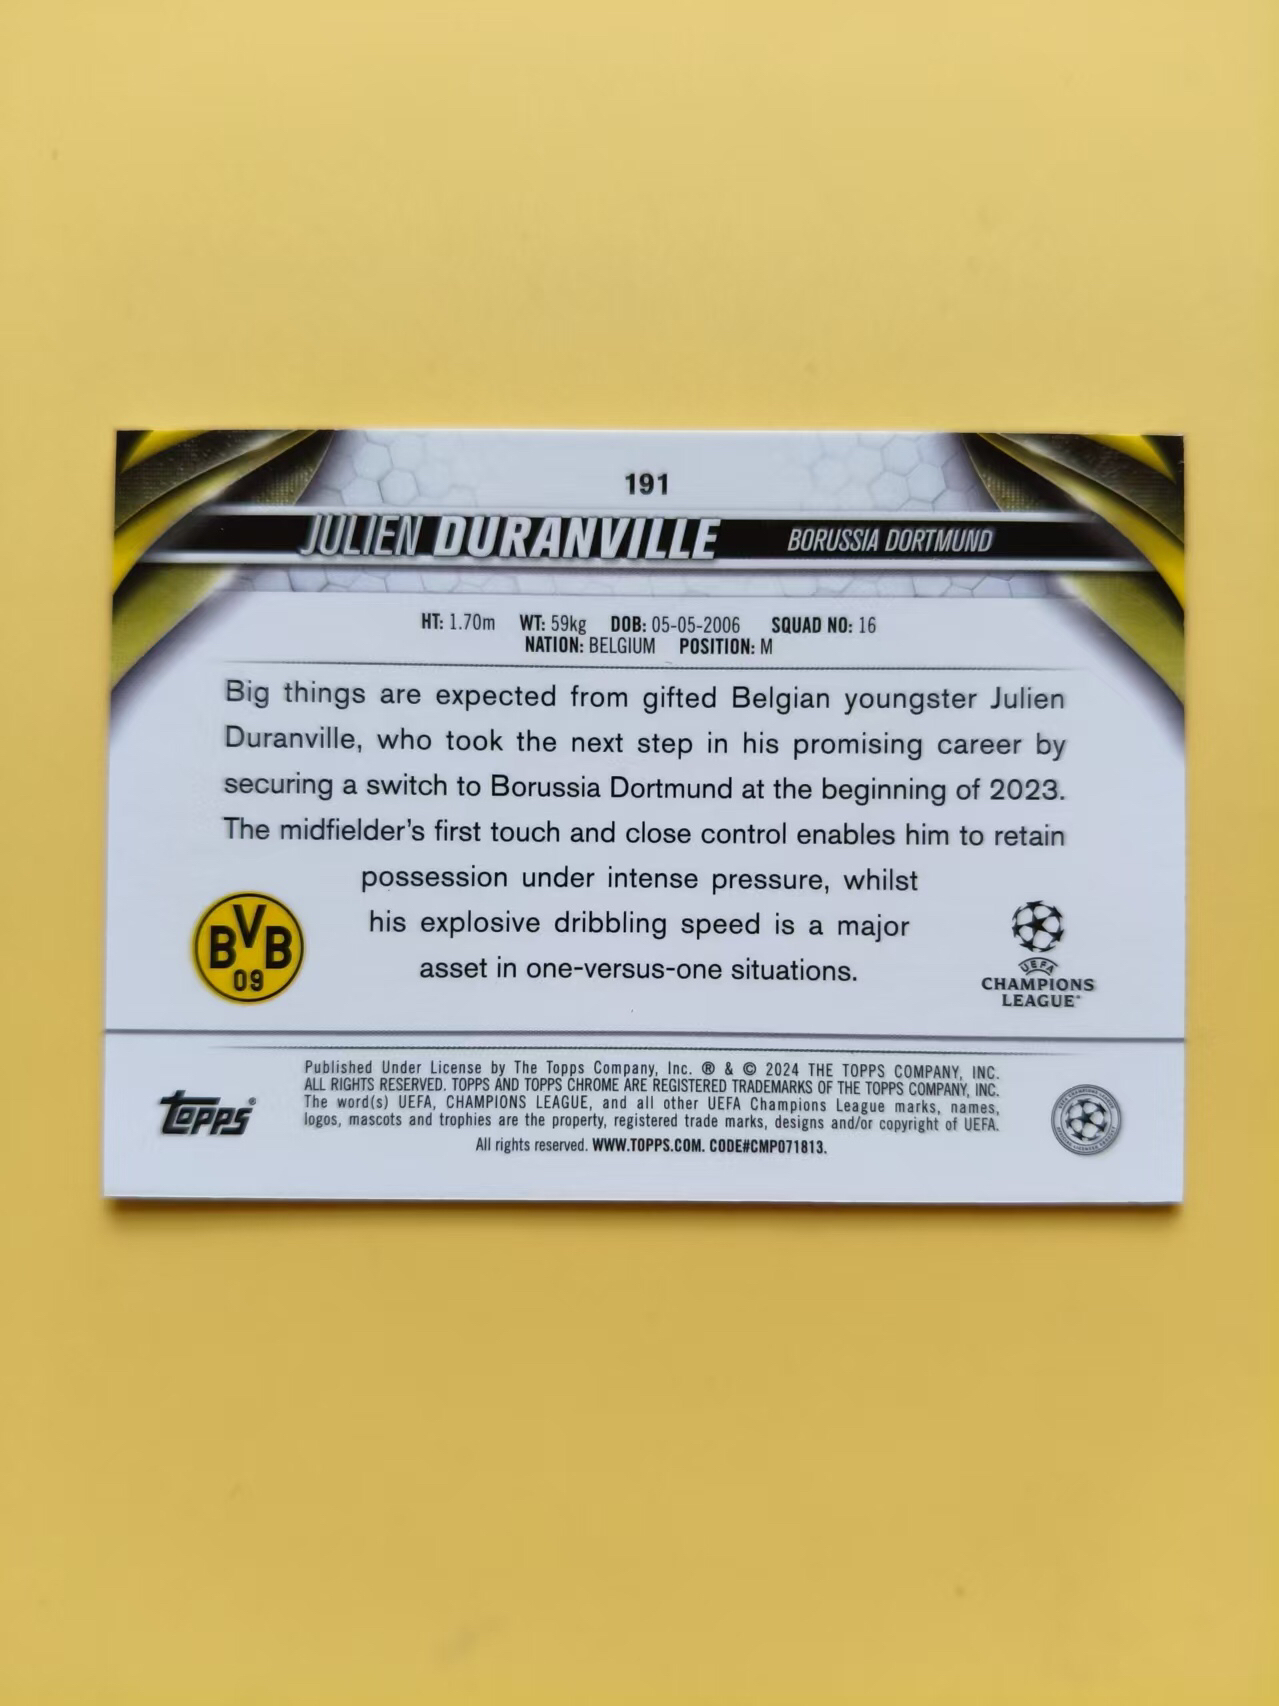 191
JULIEN DURANVILLE BORUSSIA DORTMUND
HT: 1.70m WT: 59kg DOB: 05-05-2006 SQUAD NO: 16
NATION: BELGIUM POSITION: M
Big things are expected from gifted Belgian youngster Julien
Duranville, who took the next step in his promising career by
securing a switch to Borussia Dortmund at the beginning of 2023.
The midfielder's first touch and close control enables him to retain
possession under intense pressure, whilst
his explosive dribbling speed is a major
asset in one-versus-one situations.
BVB
09
UEFA
CHAMPIONS
LEAGUE
Published Under License by The Topps Company, Inc. ® & © 2024 THE TOPPS COMPANY, INC.
ALL RIGHTS RESERVED. TOPPS AND TOPPS CHROME ARE REGISTERED TRADEMARKS OF THE TOPPS COMPANY, INC.
The word(s) UEFA, CHAMPIONS LEAGUE, and all other UEFA Champions League marks, names,
logos, mascots and trophies are the property, registered trade marks, designs and/or copyright of UEFA.
All rights reserved. WWW.TOPPS.COM. CODE#CMP071813.
TOPPS®